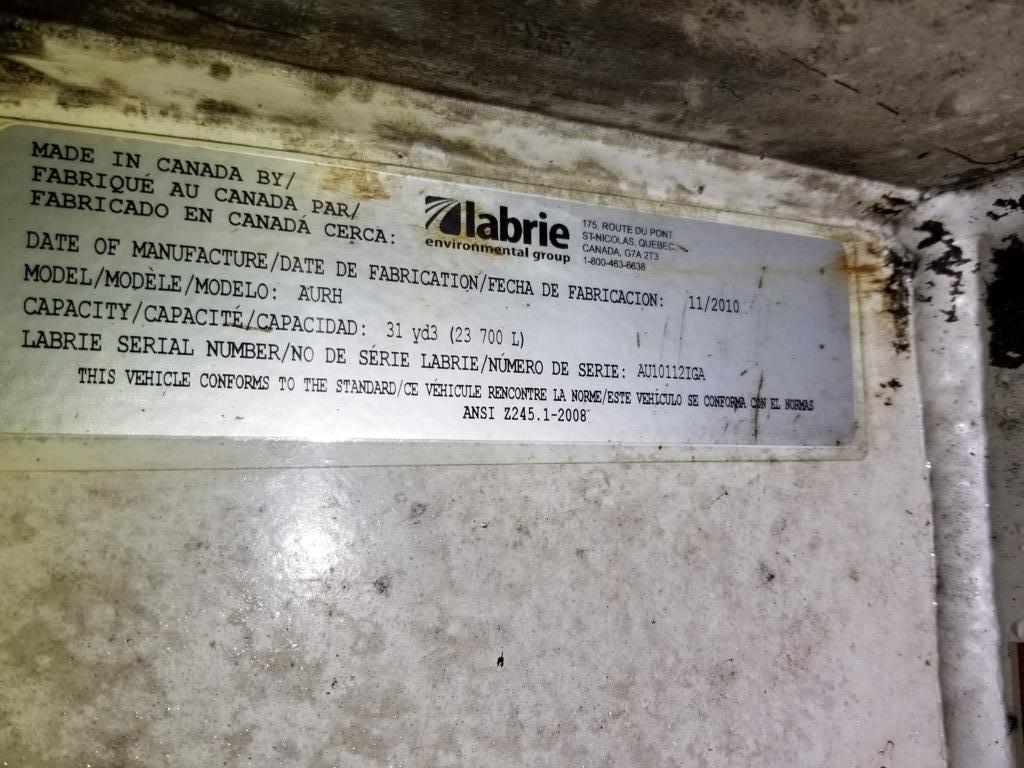 MADE IN CANADA BY/
FABRIQUÉ AU CANADA PAR/
FABRICADO EN CANADÁ CERCA:
labrie
environmental group
175, ROUTE DU PONT
ST-NICOLAS, QUEBEC
CANADA, G7A 2T3
1-800-463-6638
DATE OF MANUFACTURE/DATE DE FABRICATION/FECHA DE FABRICACION: 11/2010
MODEL/MODÈLE/MODELO: AURH
CAPACITY/CAPACITÉ/CAPACIDAD: 31 yd3 (23 700 L)
LABRIE SERIAL NUMBER/NO DE SÉRIE LABRIE/NÚMERO DE SERIE: AU10112IGA
THIS VEHICLE CONFORMS TO THE STANDARD/CE VÉHICULE RENCONTRE LA NORME/ESTE VEHÍCULO SE CONFORMA CON EL NORMAS
ANSI Z245.1-2008